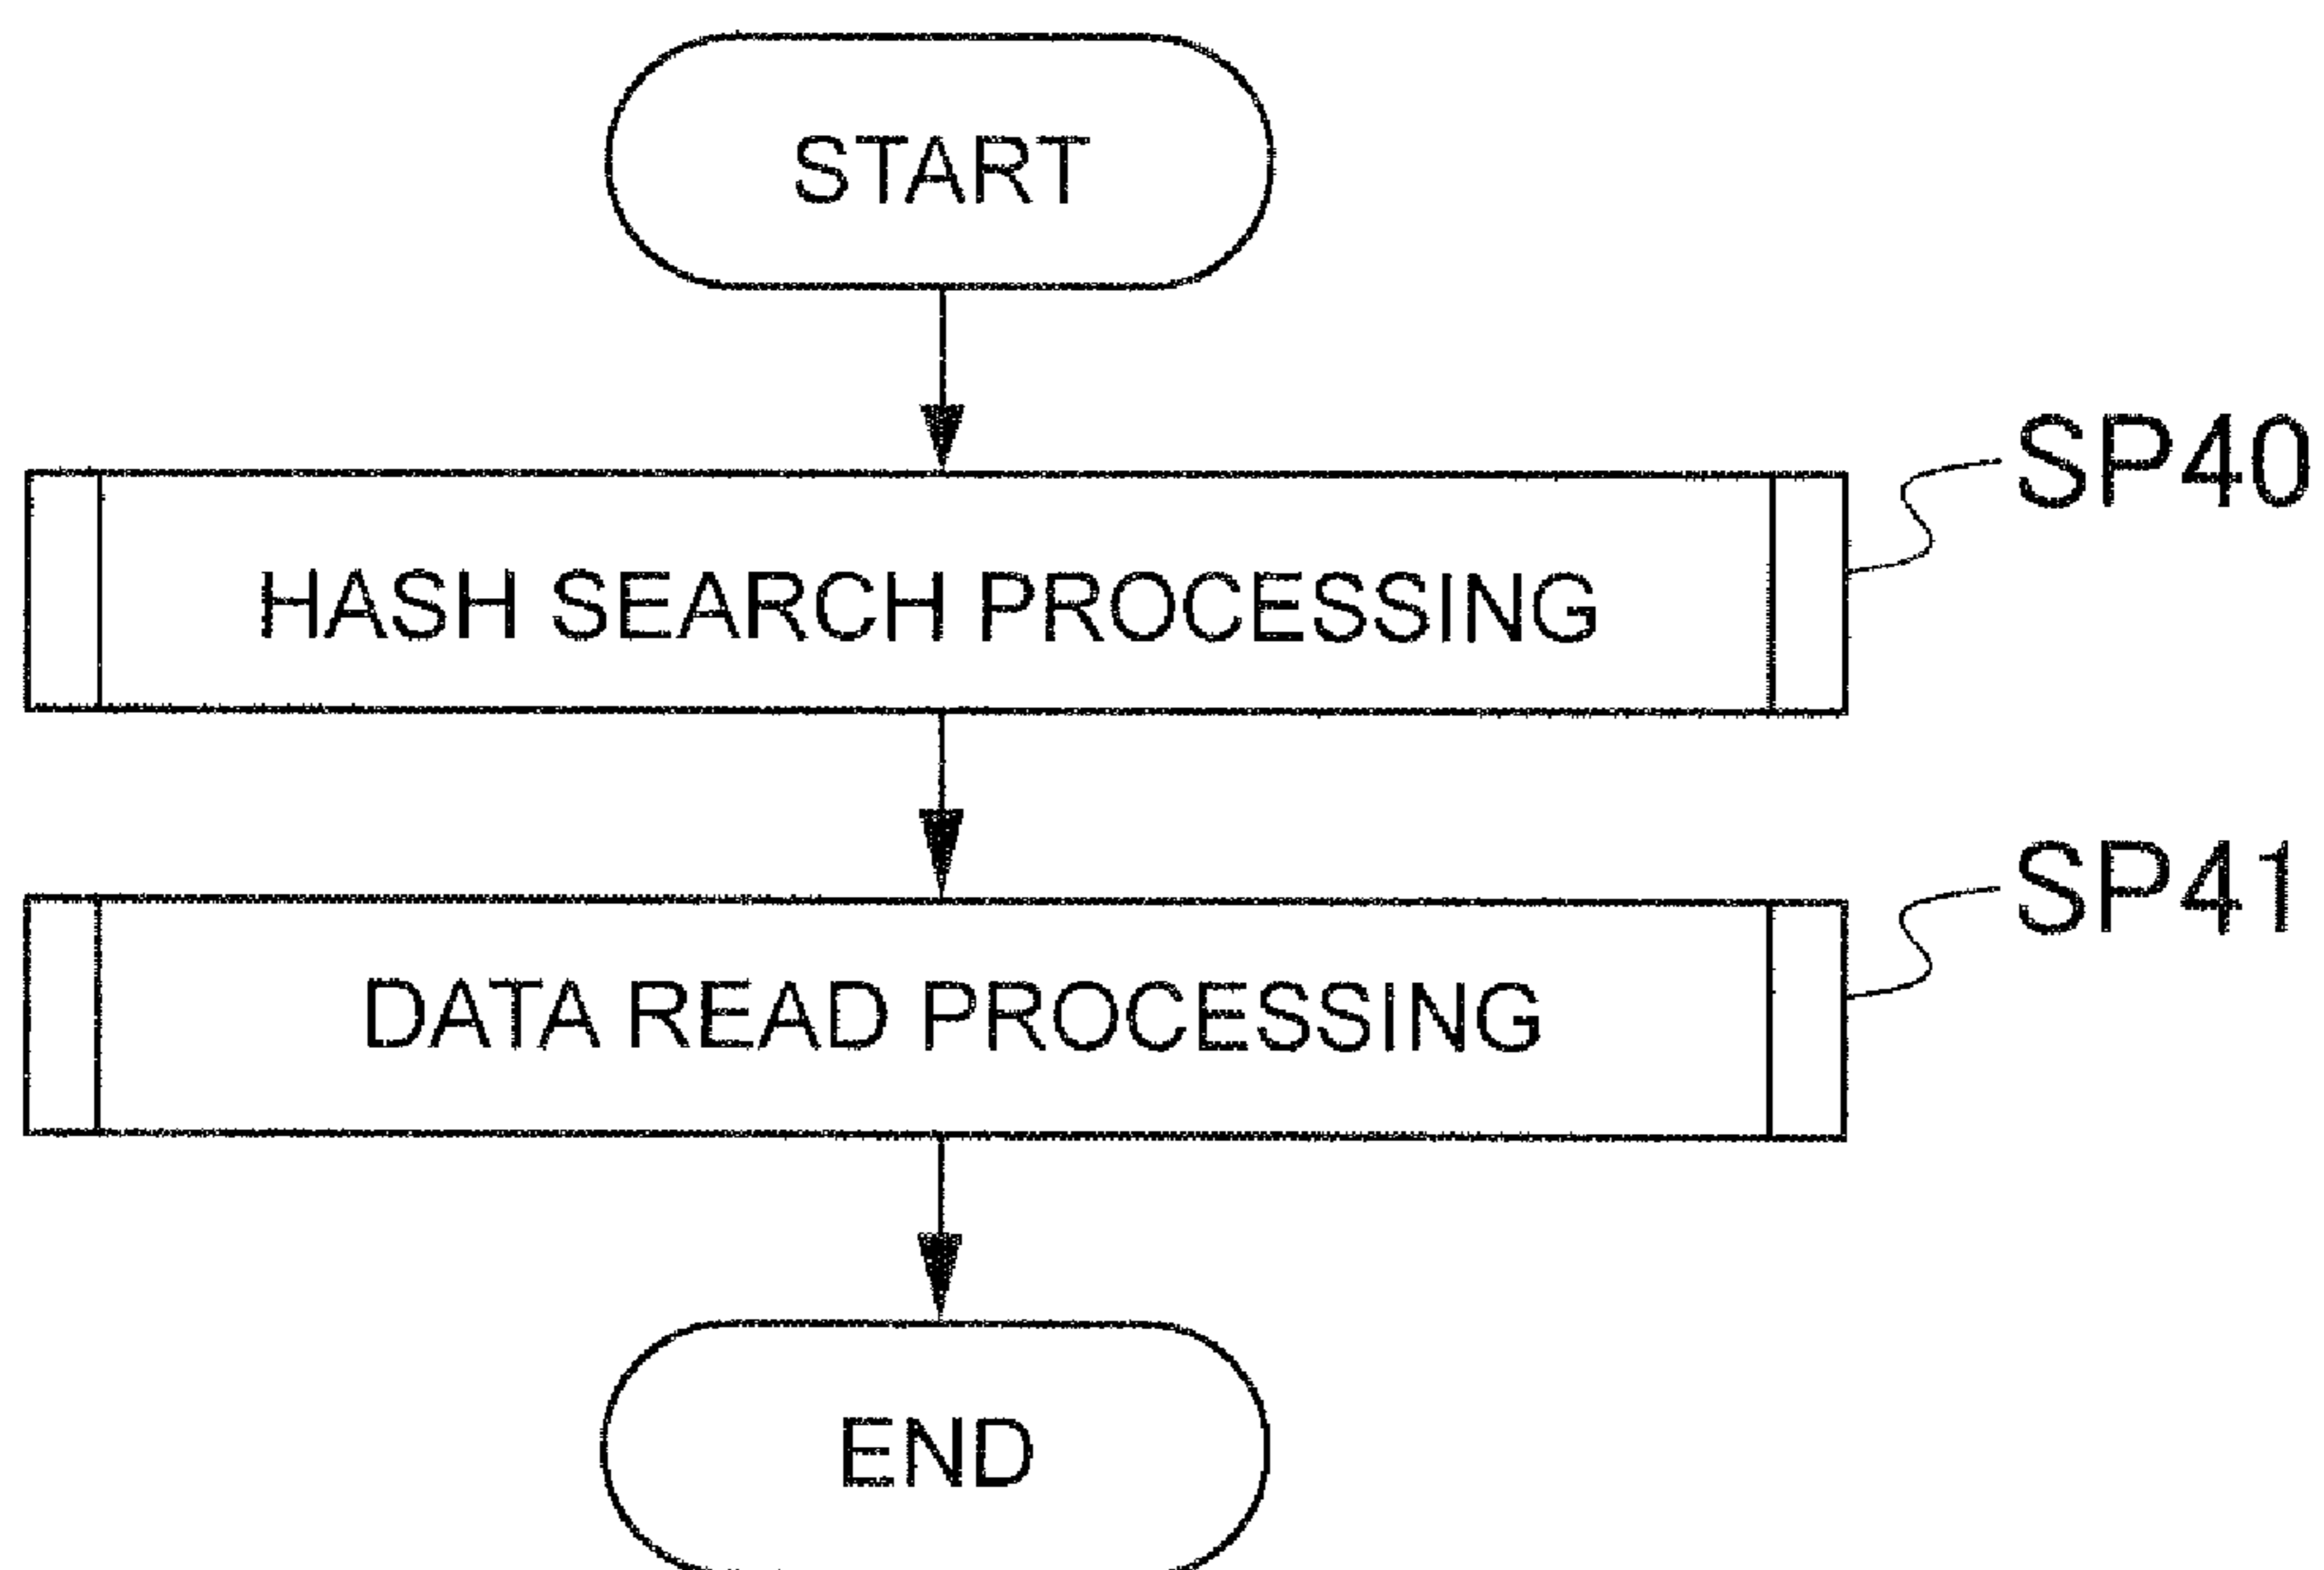 START
SP40
HASH SEARCH PROCESSING
SP41
DATA READ PROCESSING
END